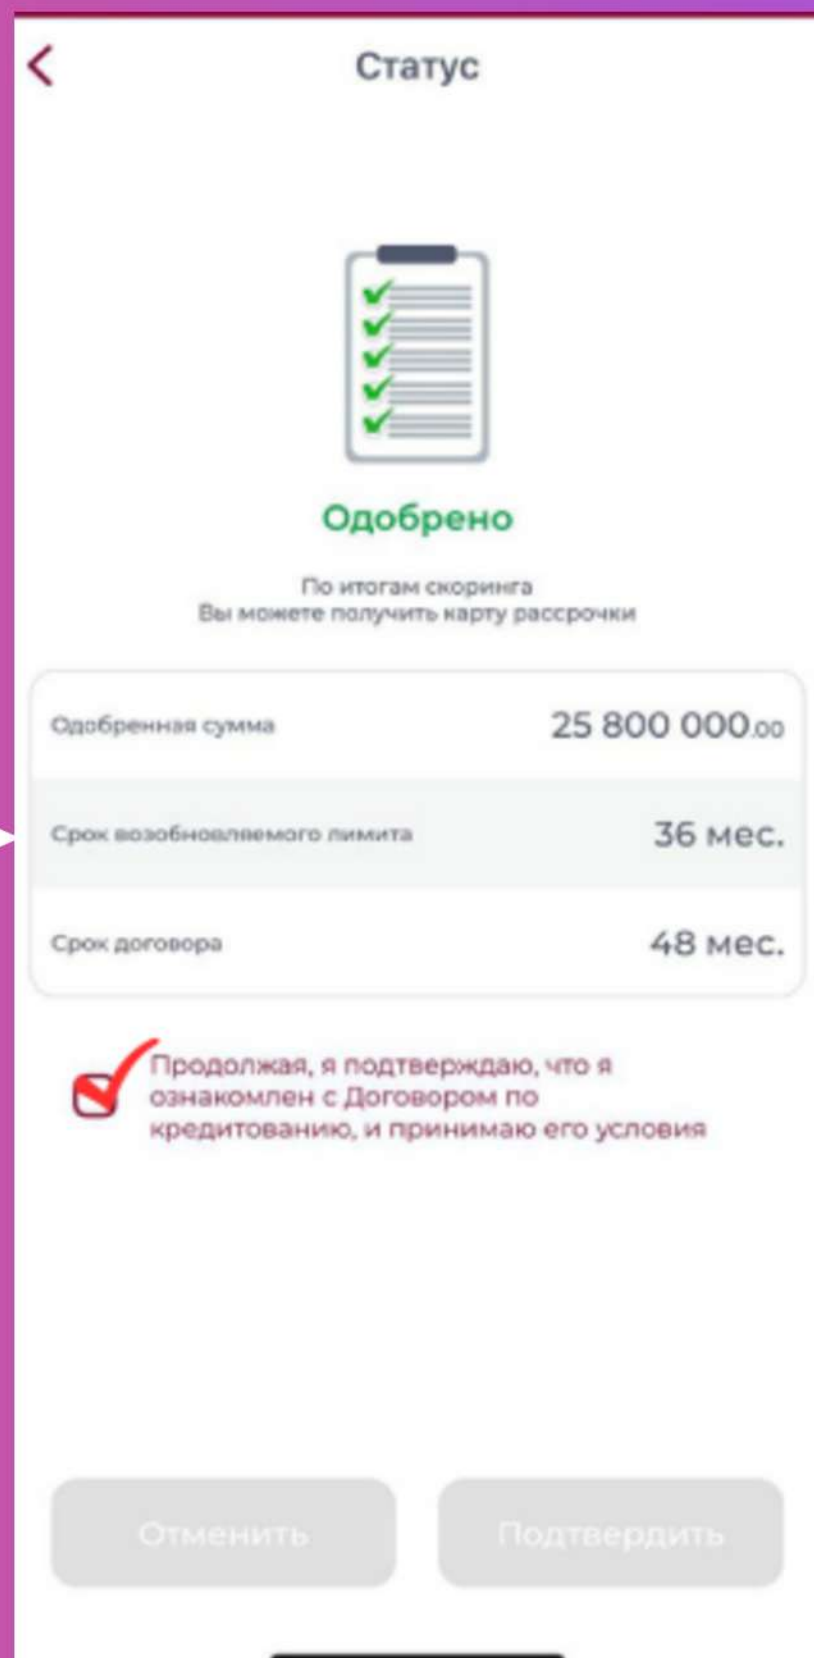 Статус
Одобрено
По итогам скоринга
Вы можете получить карту рассрочки
Одобренная сумма 25 800 000.00
Срок возобновляемого лимита 36 мес.
Срок договора 48 мес.
Продолжая, я подтверждаю, что я
ознакомлен с Договором по
кредитованию, и принимаю его условия
Отменить Подтвердить